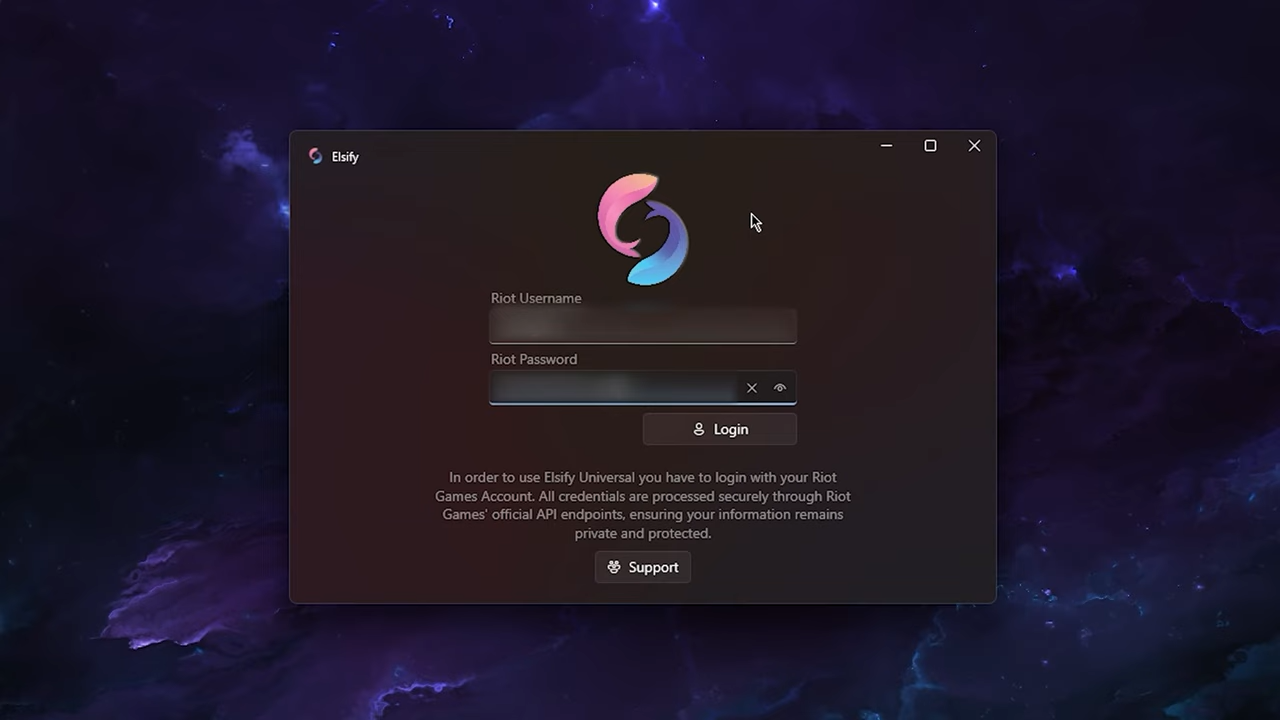 Elsify
Riot Username
Riot Password
Login
In order to use Elsify Universal you have to login with your Riot
Games Account. All credentials are processed securely through Riot
Games' official API endpoints, ensuring your information remains
private and protected.
Support